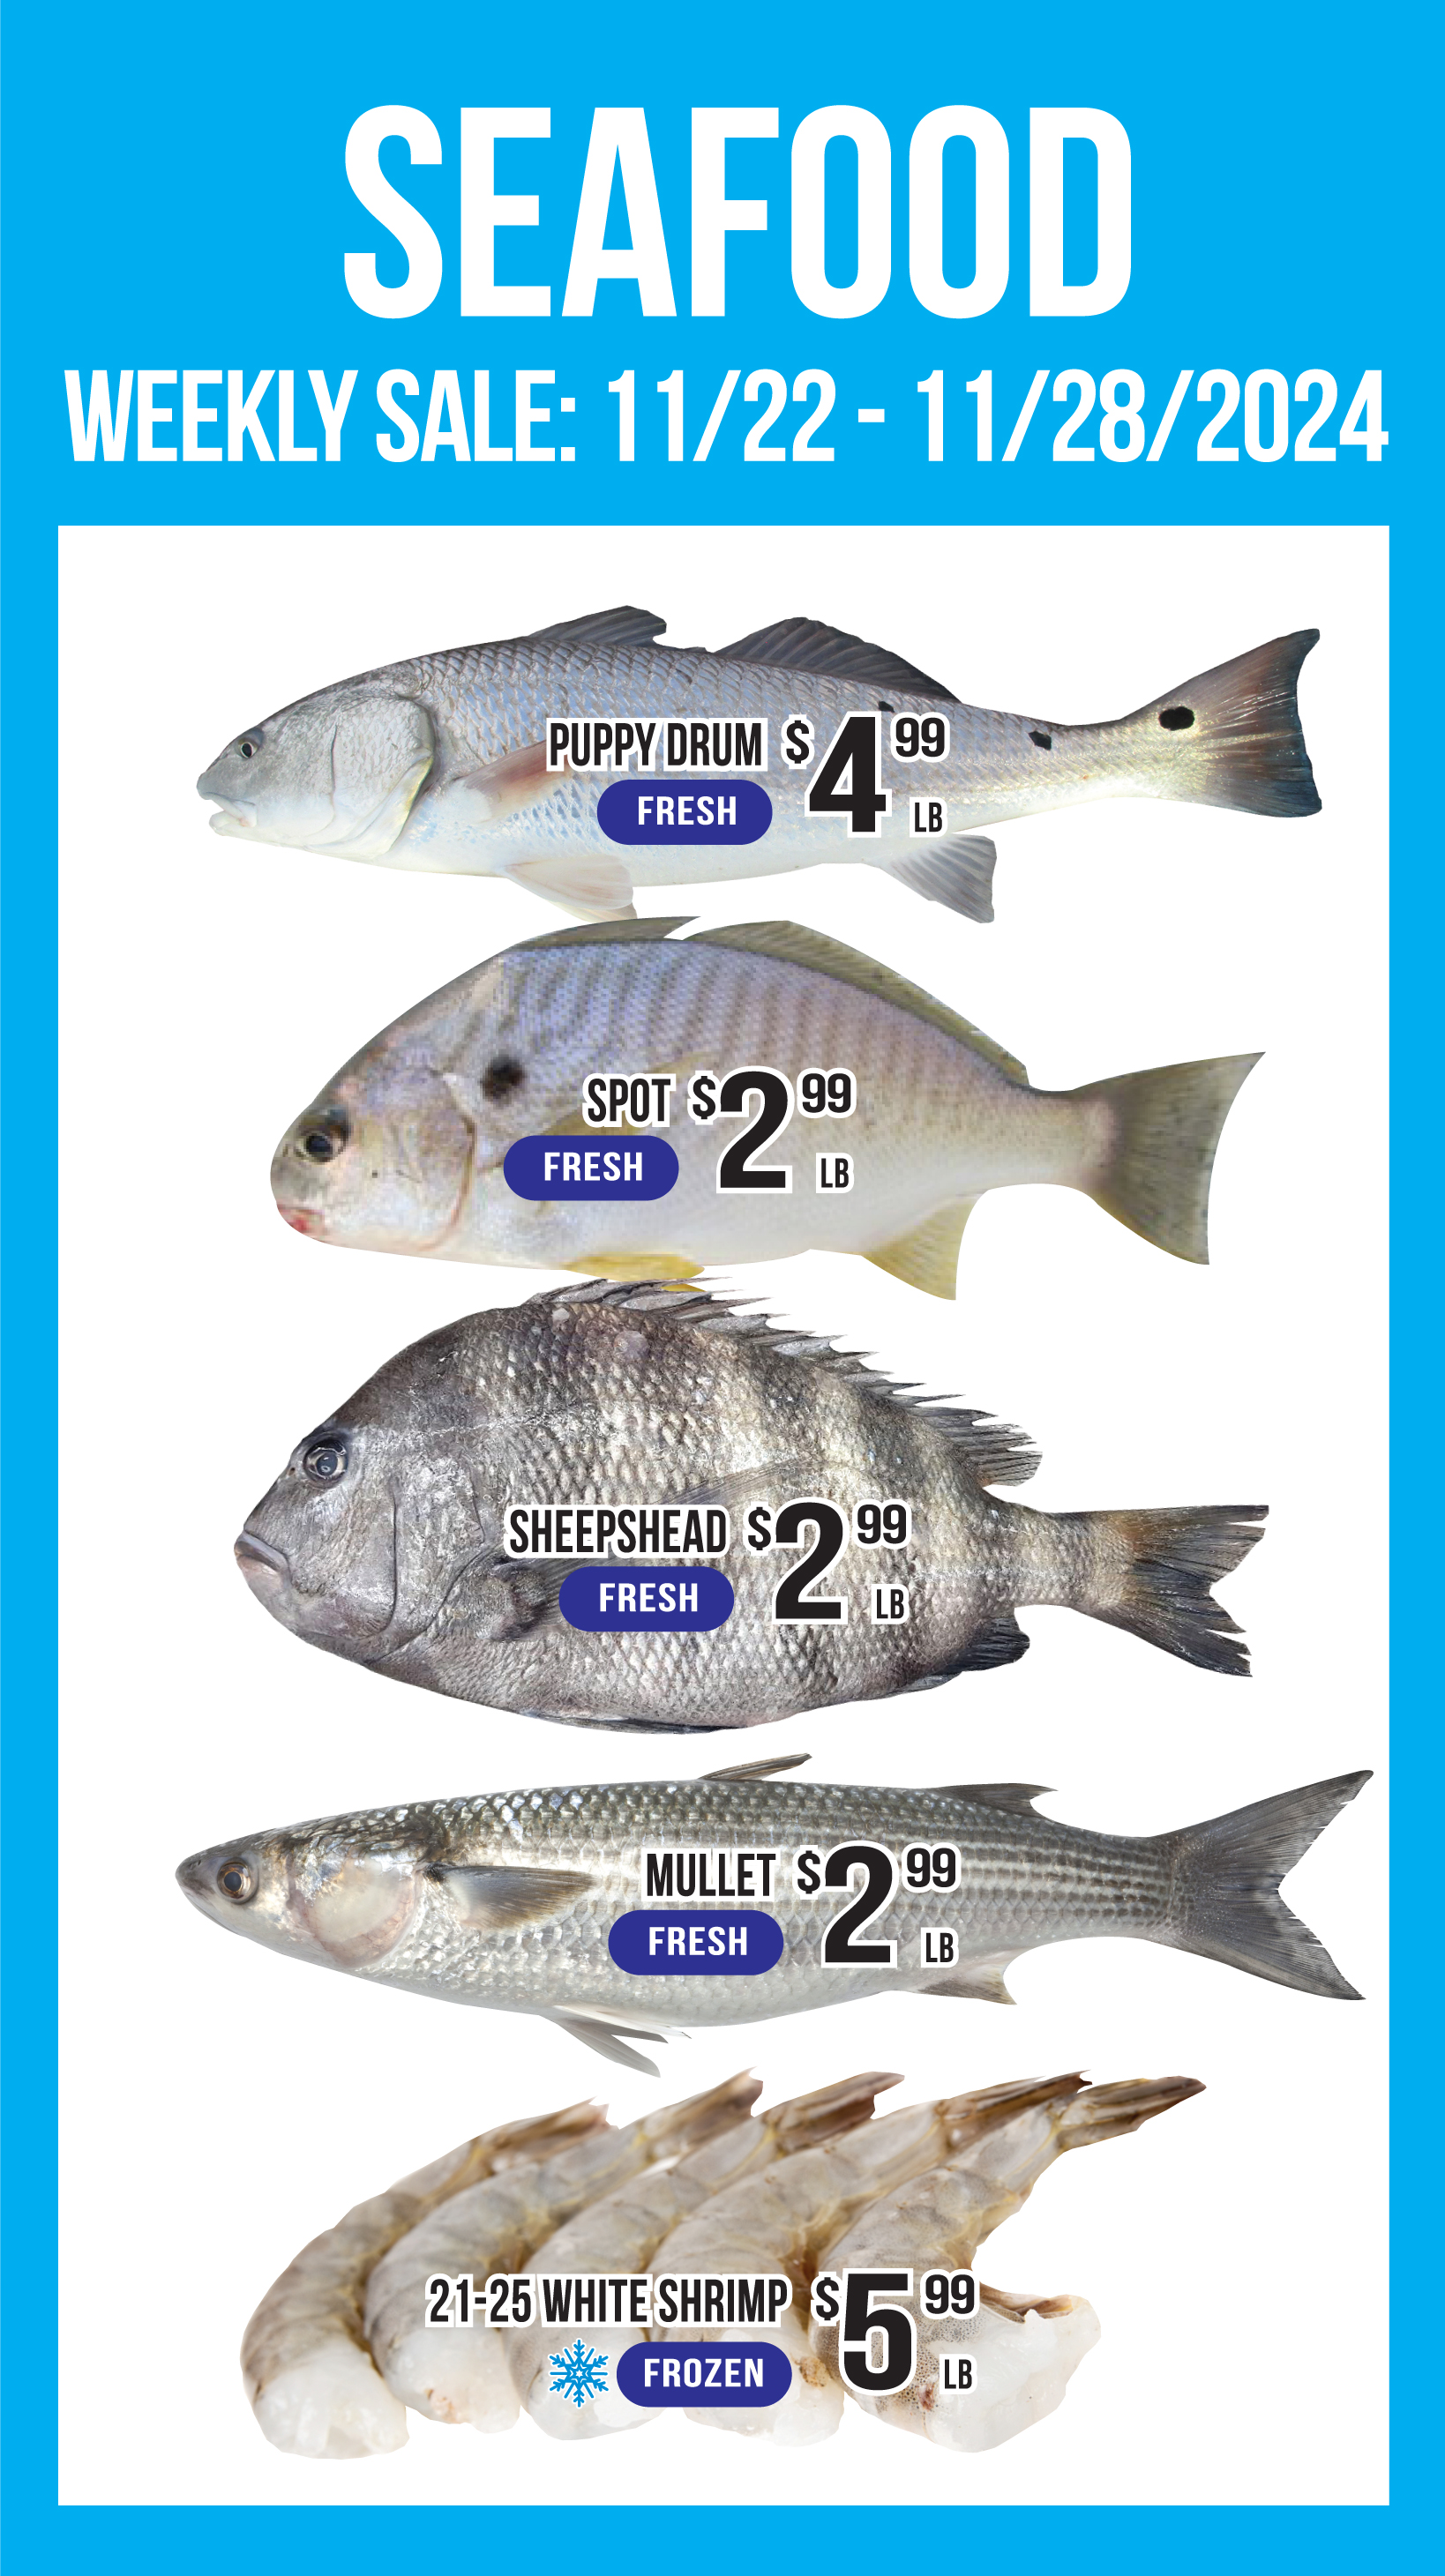 SEAFOOD
WEEKLY SALE: 11/22 - 11/28/2024
PUPPY DRUM $4 99
FRESH LB
SPOT $2 99
FRESH LB
SHEEPSHEAD $2 99
FRESH LB
MULLET $2 99
FRESH LB
21-25 WHITE SHRIMP $5 99
FROZEN LB